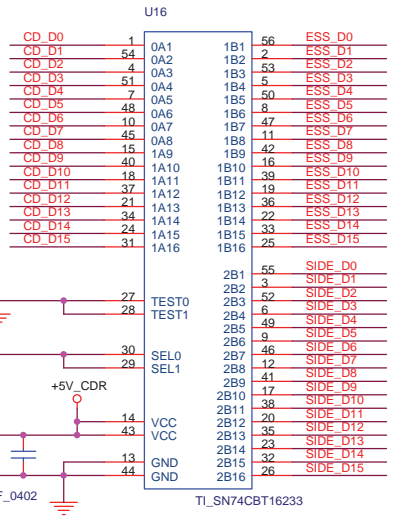 U16
CD_D0 1 0A1 1B1 56 ESS_D0
CD_D1 54 0A2 1B2 2 ESS_D1
CD_D2 4 0A3 1B3 53 ESS_D2
CD_D3 51 0A4 1B4 5 ESS_D3
CD_D4 7 0A5 1B5 50 ESS_D4
CD_D5 48 0A6 1B6 8 ESS_D5
CD_D6 10 0A7 1B7 47 ESS_D6
CD_D7 45 0A8 1B8 11 ESS_D7
CD_D8 15 1A9 1B9 42 ESS_D8
CD_D9 40 1A10 1B10 16 ESS_D9
CD_D10 18 1A11 1B11 39 ESS_D10
CD_D11 37 1A12 1B12 19 ESS_D11
CD_D12 21 1A13 1B13 36 ESS_D12
CD_D13 34 1A14 1B14 22 ESS_D13
CD_D14 24 1A15 1B15 33 ESS_D14
CD_D15 31 1A16 1B16 25 ESS_D15
2B1 55 SIDE_D0
2B2 3 SIDE_D1
27 TEST0 2B3 52 SIDE_D2
28 TEST1 2B4 6 SIDE_D3
2B5 49 SIDE_D4
2B6 9 SIDE_D5
30 SEL0 2B7 46 SIDE_D6
29 SEL1 2B8 12 SIDE_D7
2B9 41 SIDE_D8
+5V_CDR 2B10 17 SIDE_D9
2B11 38 SIDE_D10
14 VCC 2B12 20 SIDE_D11
43 VCC 2B13 35 SIDE_D12
2B14 23 SIDE_D13
13 GND 2B15 32 SIDE_D14
44 GND 2B16 26 SIDE_D15
F_0402
TI_SN74CBT16233